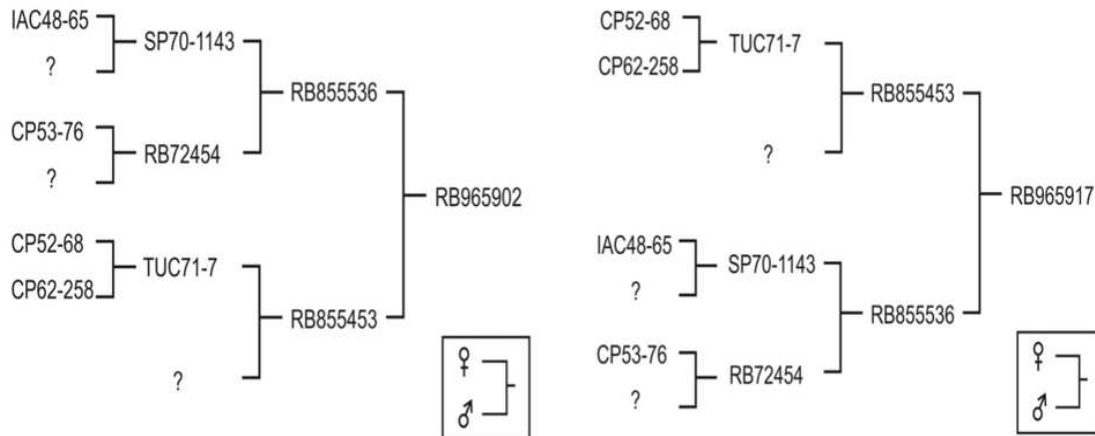 IAC48-65
?
SP70-1143
CP53-76
?
RB72454
RB855536
CP52-68
CP62-258
TUC71-7
?
RB855453
RB965902
♀
♂
CP52-68
CP62-258
TUC71-7
?
RB855453
IAC48-65
?
SP70-1143
CP53-76
?
RB72454
RB855536
RB965917
♀
♂